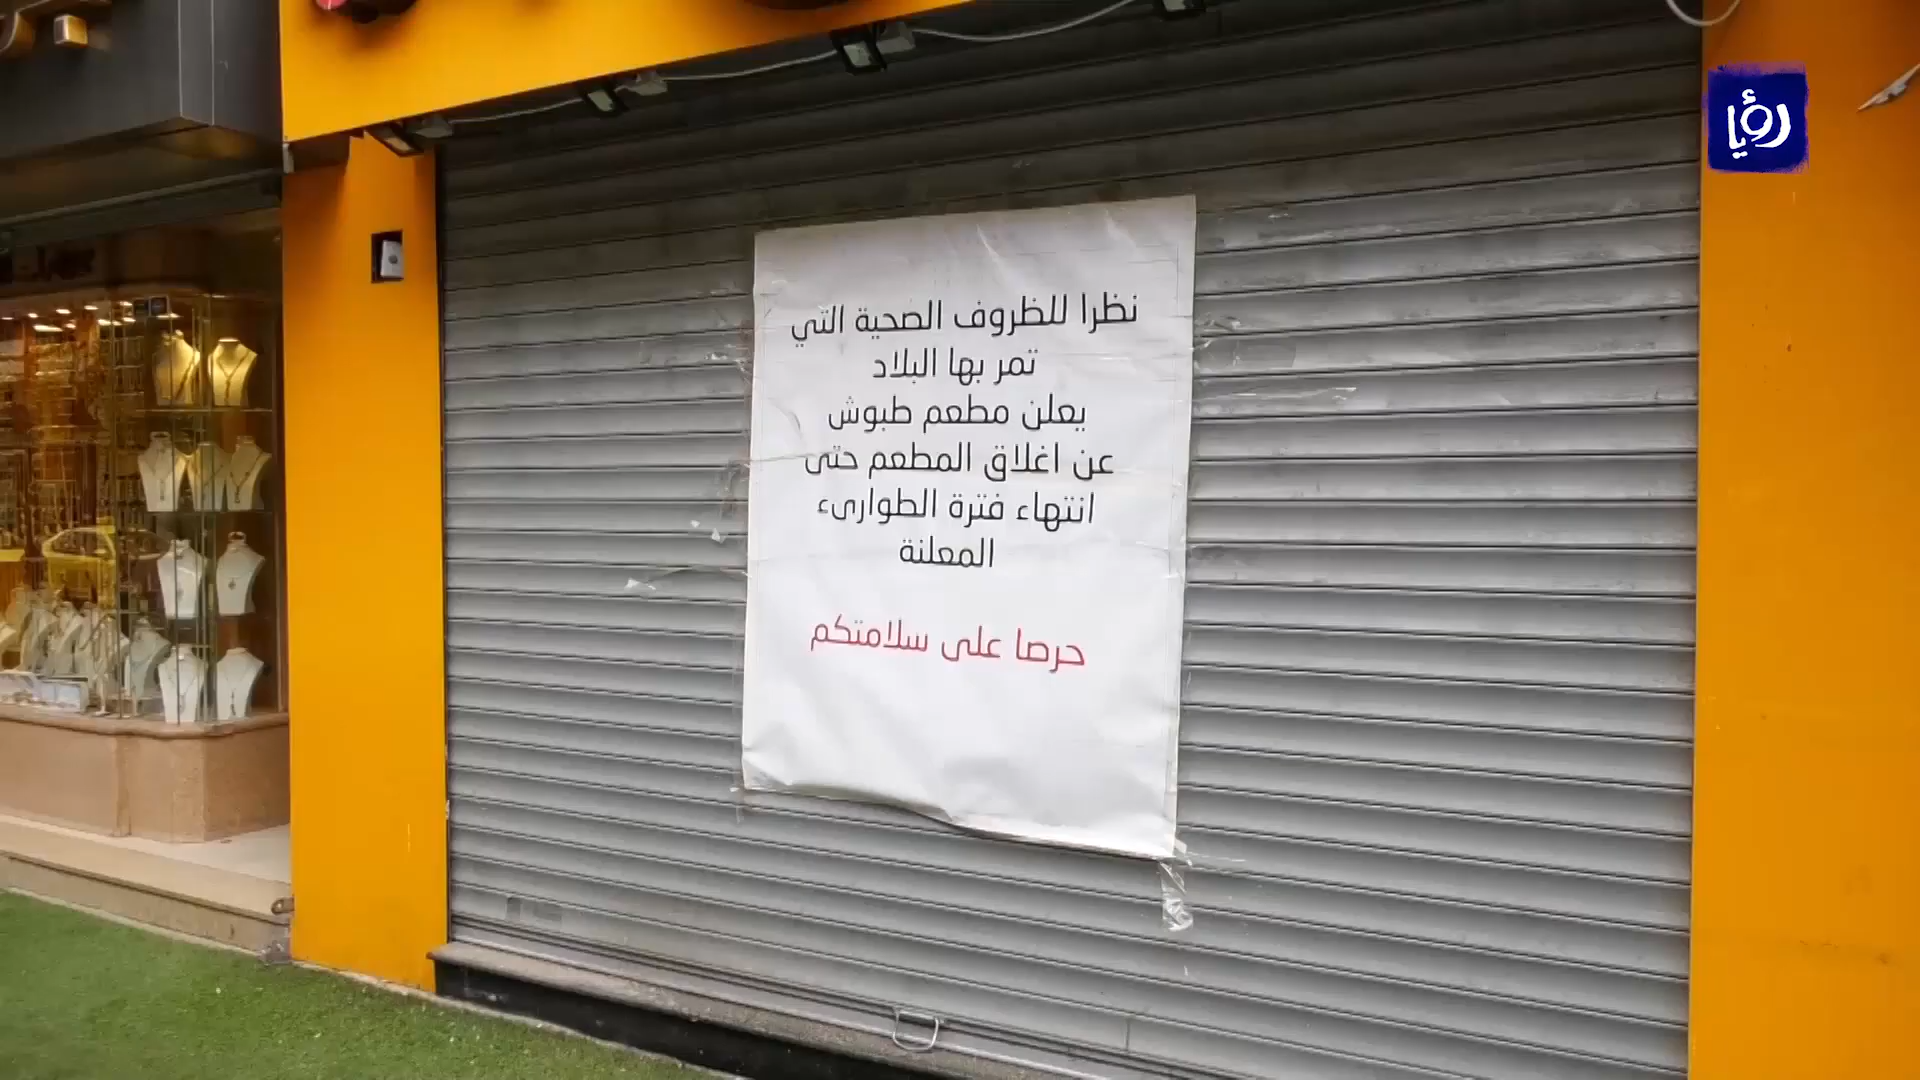 رؤيا
نظرا للظروف الصحية التي
تمر بها البلاد
يعلن مطعم طبوش
عن اغلاق المطعم حتى
انتهاء فترة الطوارىء
المعلنة
حرصا على سلامتكم